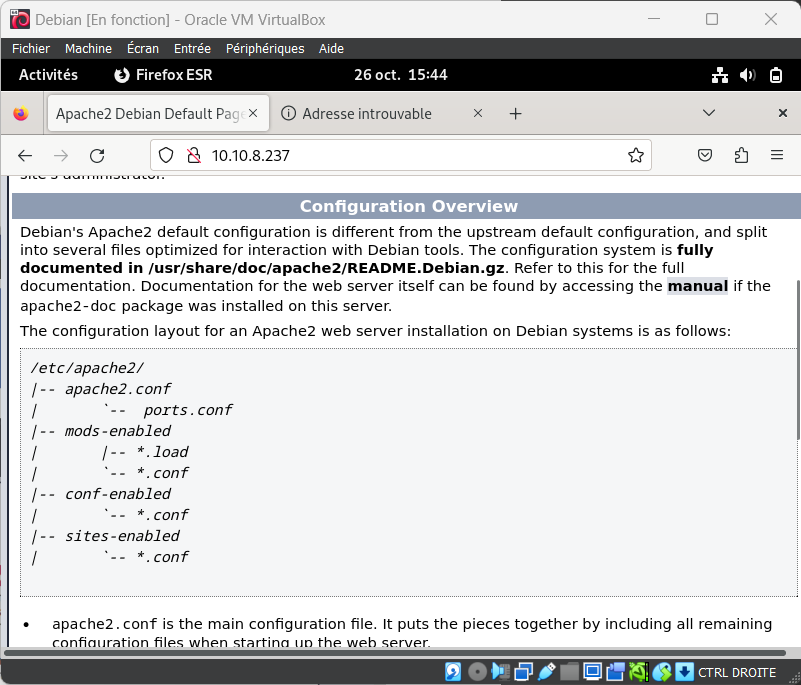 Debian [En fonction] - Oracle VM VirtualBox
Fichier Machine Écran Entrée Périphériques Aide
Activités Firefox ESR 26 oct. 15:44
Apache2 Debian Default Page Adresse introuvable
10.10.8.237
site's administrator.
Configuration Overview
Debian's Apache2 default configuration is different from the upstream default configuration, and split
into several files optimized for interaction with Debian tools. The configuration system is fully
documented in /usr/share/doc/apache2/README.Debian.gz. Refer to this for the full
documentation. Documentation for the web server itself can be found by accessing the manual if the
apache2-doc package was installed on this server.
The configuration layout for an Apache2 web server installation on Debian systems is as follows:
/etc/apache2/
|-- apache2.conf
|       `--  ports.conf
|-- mods-enabled
|       |-- *.load
|       `-- *.conf
|-- conf-enabled
|       `-- *.conf
|-- sites-enabled
|       `-- *.conf
• apache2.conf is the main configuration file. It puts the pieces together by including all remaining
configuration files when starting up the web server.
CTRL DROITE